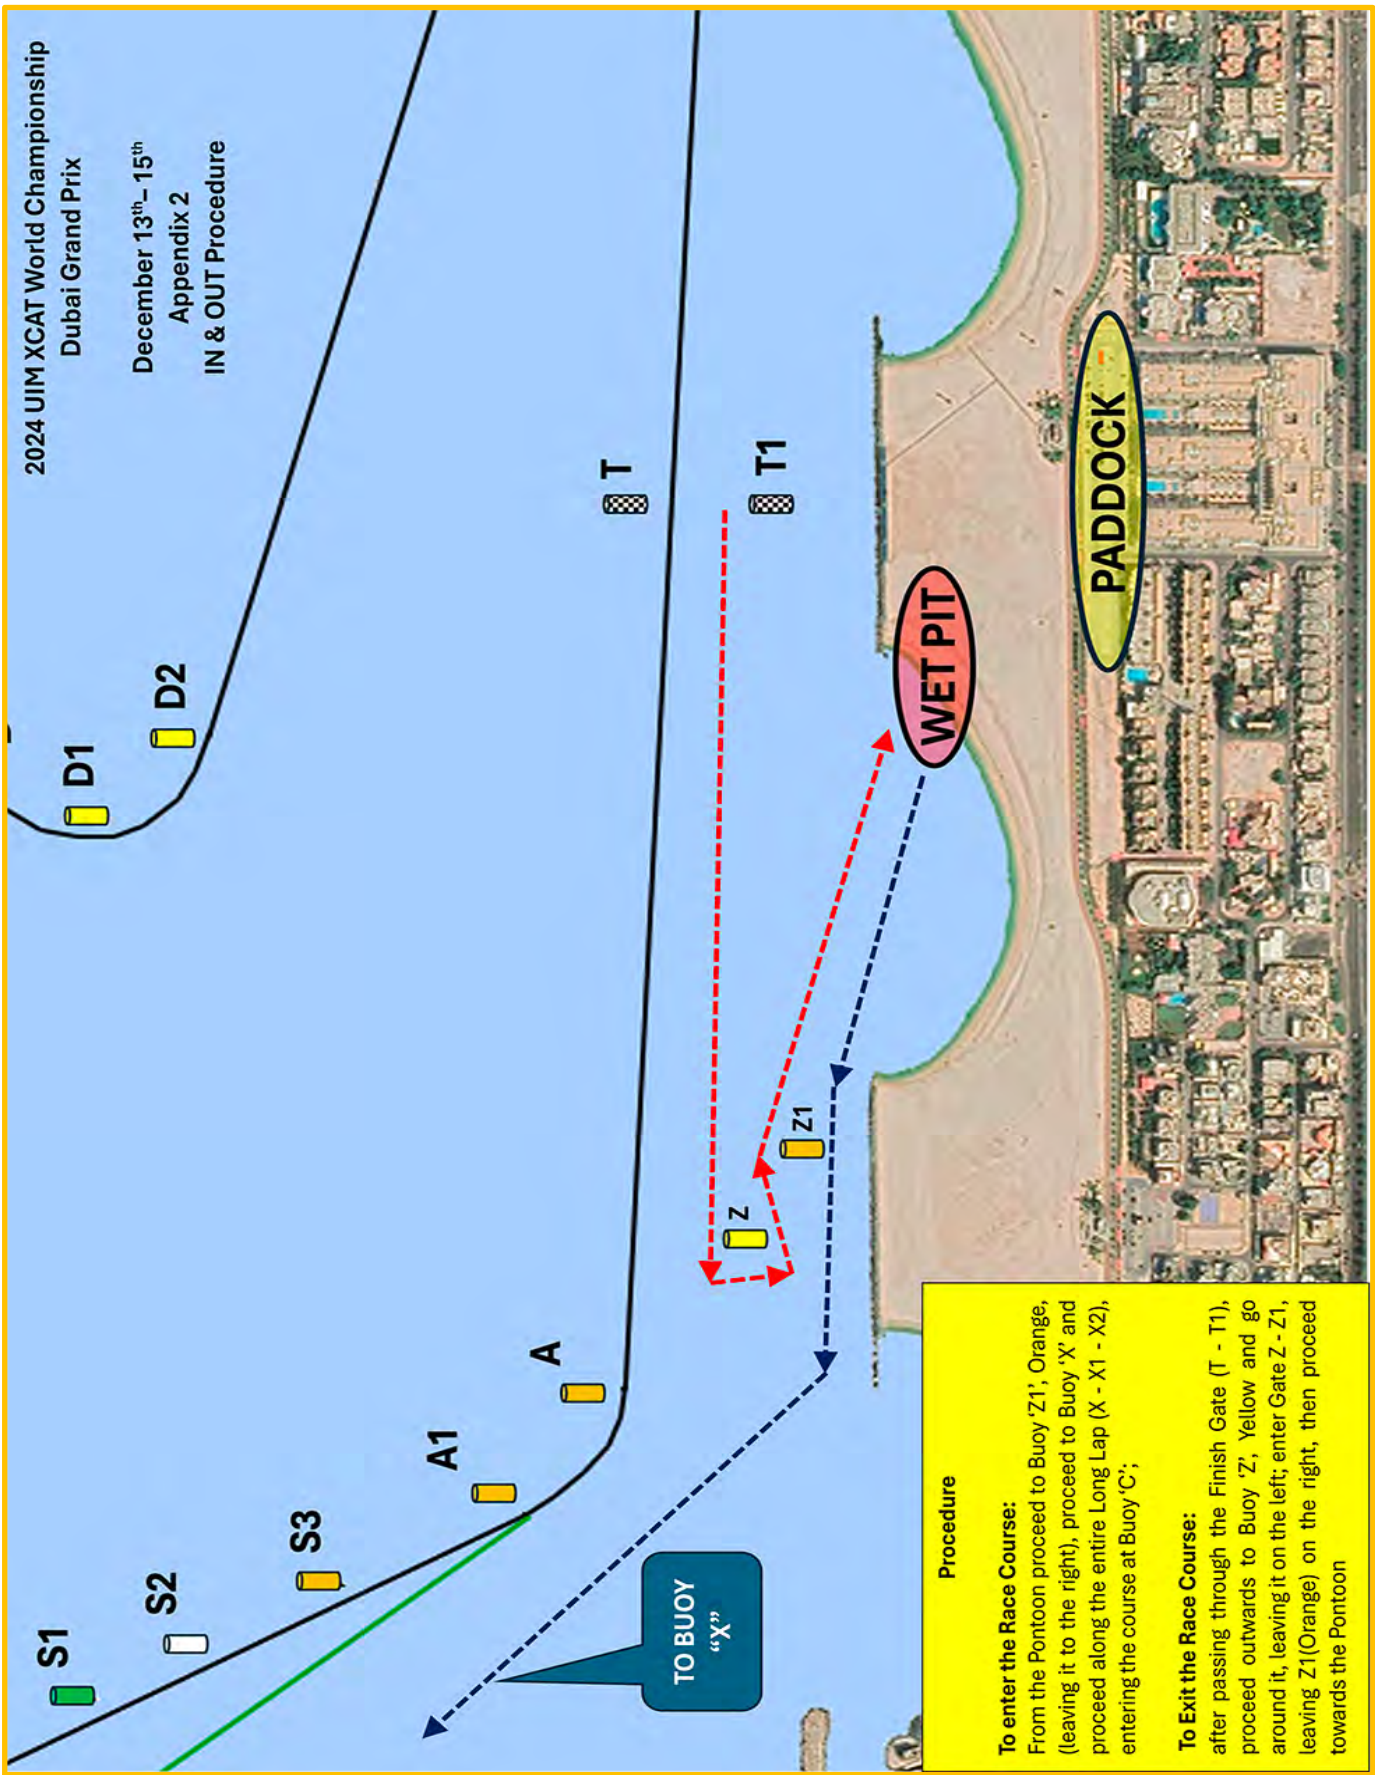 2024 UIM XCAT World Championship
Dubai Grand Prix
December 13th– 15th
Appendix 2
IN & OUT Procedure
S1
S2
S3
A1
A
D1
D2
T
T1
Z
Z1
TO BUOY
“X”
WET PIT
PADDOCK
Procedure
To enter the Race Course:
From the Pontoon proceed to Buoy ‘Z1’, Orange,
(leaving it to the right), proceed to Buoy ‘X’ and
proceed along the entire Long Lap (X - X1 - X2),
entering the course at Buoy ‘C’;
To Exit the Race Course:
after passing through the Finish Gate (T - T1),
proceed outwards to Buoy ‘Z’, Yellow and go
around it, leaving it on the left; enter Gate Z - Z1,
leaving Z1(Orange) on the right, then proceed
towards the Pontoon